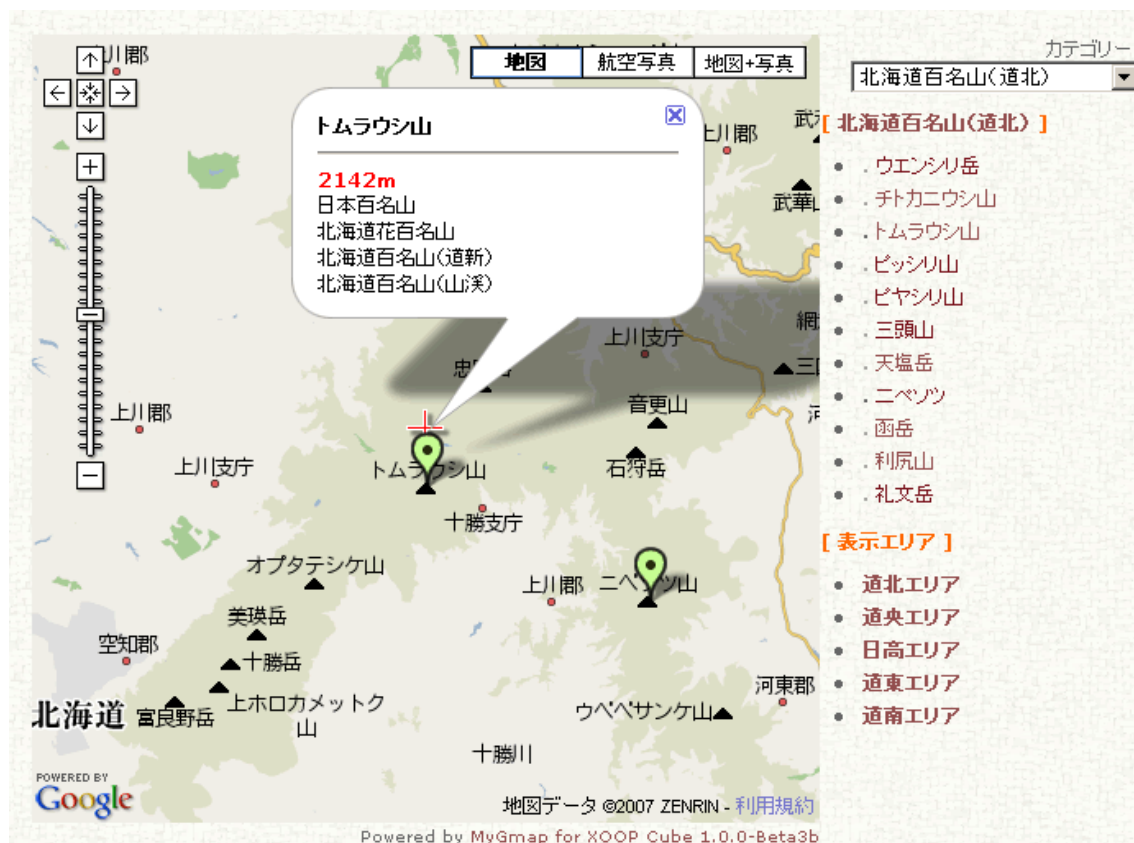 カテゴリー
上川郡
地図
航空写真
地図+写真
北海道百名山(道北)
トムラウシ山
2142m
日本百名山
北海道花百名山
北海道百名山(道新)
北海道百名山(山渓)
上川郡
[ 北海道百名山(道北) ]
. ウエンシリ岳
. チトカニウシ山
. トムラウシ山
. ピッシリ山
. ピヤシリ山
. 三頭山
. 天塩岳
. ニペソツ
. 函岳
. 利尻山
. 礼文岳
[ 表示エリア ]
道北エリア
道央エリア
日高エリア
道東エリア
道南エリア
上川支庁
音更山
上川郡
石狩岳
上川支庁
トムラウシ山
十勝支庁
オプタテシケ山
上川郡
ニペソツ山
美瑛岳
空知郡
十勝岳
河東郡
上ホロカメットク
山
北海道
富良野岳
ウペペサンケ山
十勝川
POWERED BY
Google
地図データ ©2007 ZENRIN - 利用規約
Powered by MyGmap for XOOP Cube 1.0.0-Beta3b